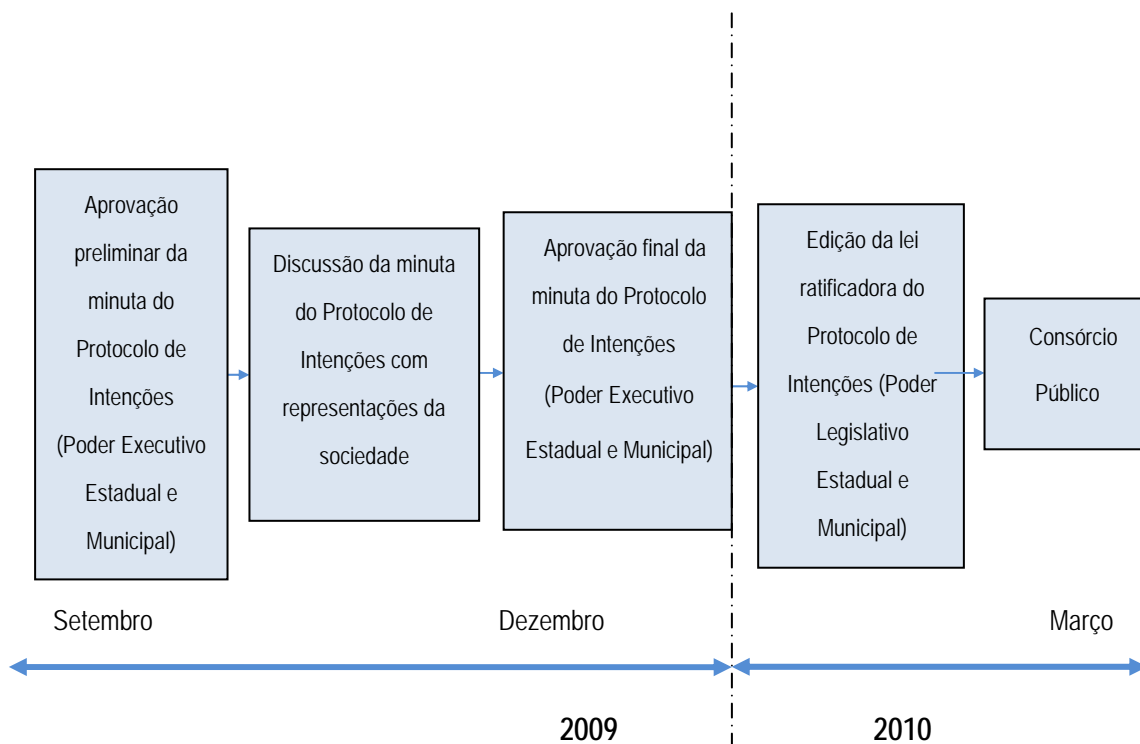 Aprovação
preliminar da
minuta do
Protocolo de
Intenções
(Poder Executivo
Estadual e
Municipal)
Discussão da minuta
do Protocolo de
Intenções com
representações da
sociedade
Aprovação final da
minuta do Protocolo
de Intenções
(Poder Executivo
Estadual e Municipal)
Edição da lei
ratificadora do
Protocolo de
Intenções (Poder
Legislativo
Estadual e
Municipal)
Consórcio
Público
Setembro
Dezembro
Março
2009
2010